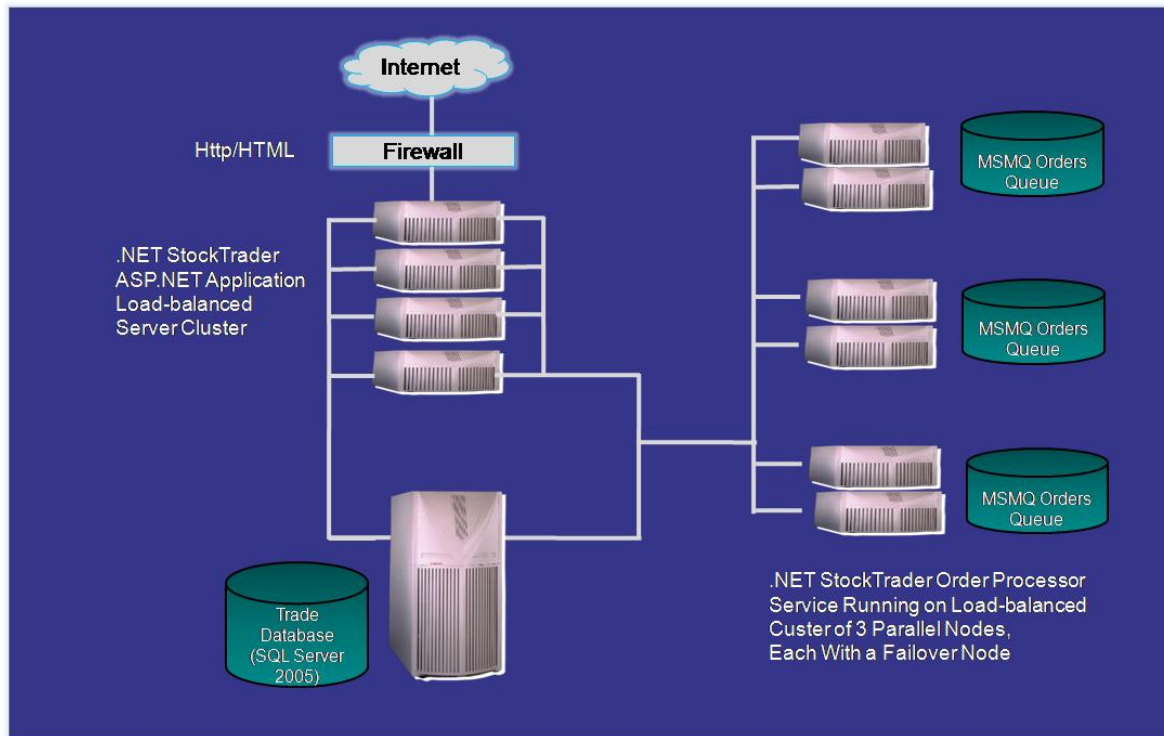 Internet
Http/HTML
Firewall
.NET StockTrader
ASP.NET Application
Load-balanced
Server Cluster
MSMQ Orders
Queue
MSMQ Orders
Queue
MSMQ Orders
Queue
Trade
Database
(SQL Server
2005)
.NET StockTrader Order Processor
Service Running on Load-balanced
Custer of 3 Parallel Nodes,
Each With a Failover Node